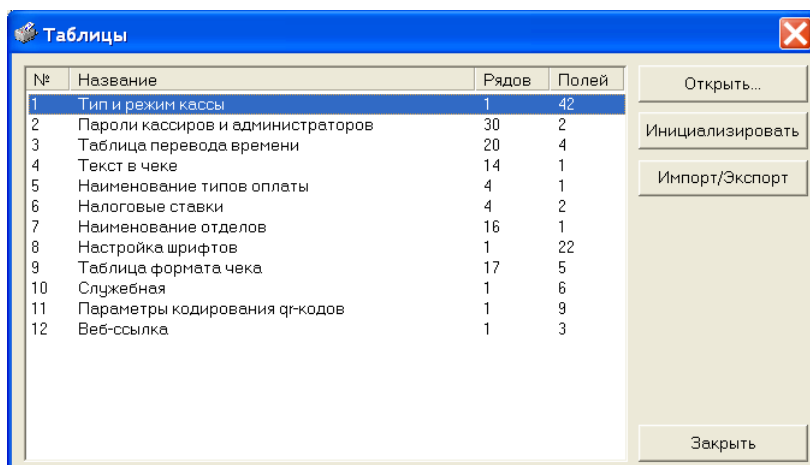 Таблицы
№ Название Рядов Полей
1 Тип и режим кассы 1 42
2 Пароли кассиров и администраторов 30 2
3 Таблица перевода времени 20 4
4 Текст в чеке 14 1
5 Наименование типов оплаты 4 1
6 Налоговые ставки 4 2
7 Наименование отделов 16 1
8 Настройка шрифтов 1 22
9 Таблица формата чека 17 5
10 Служебная 1 6
11 Параметры кодирования qr-кодов 1 9
12 Веб-ссылка 1 3
Открыть...
Инициализировать
Импорт/Экспорт
Закрыть